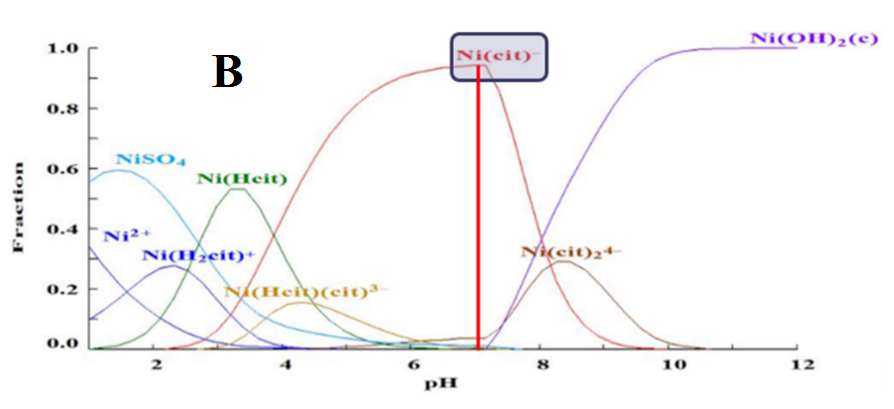 B
Ni(cit)⁻
Ni(OH)₂(c)
NiSO₄
Ni(Hcit)
Ni²⁺
Ni(H₂cit)⁺
Ni(Hcit)(cit)³⁻
Ni(cit)₂⁴⁻
Fraction
1.0
0.8
0.6
0.4
0.2
0.0
2 4 6 8 10 12
pH